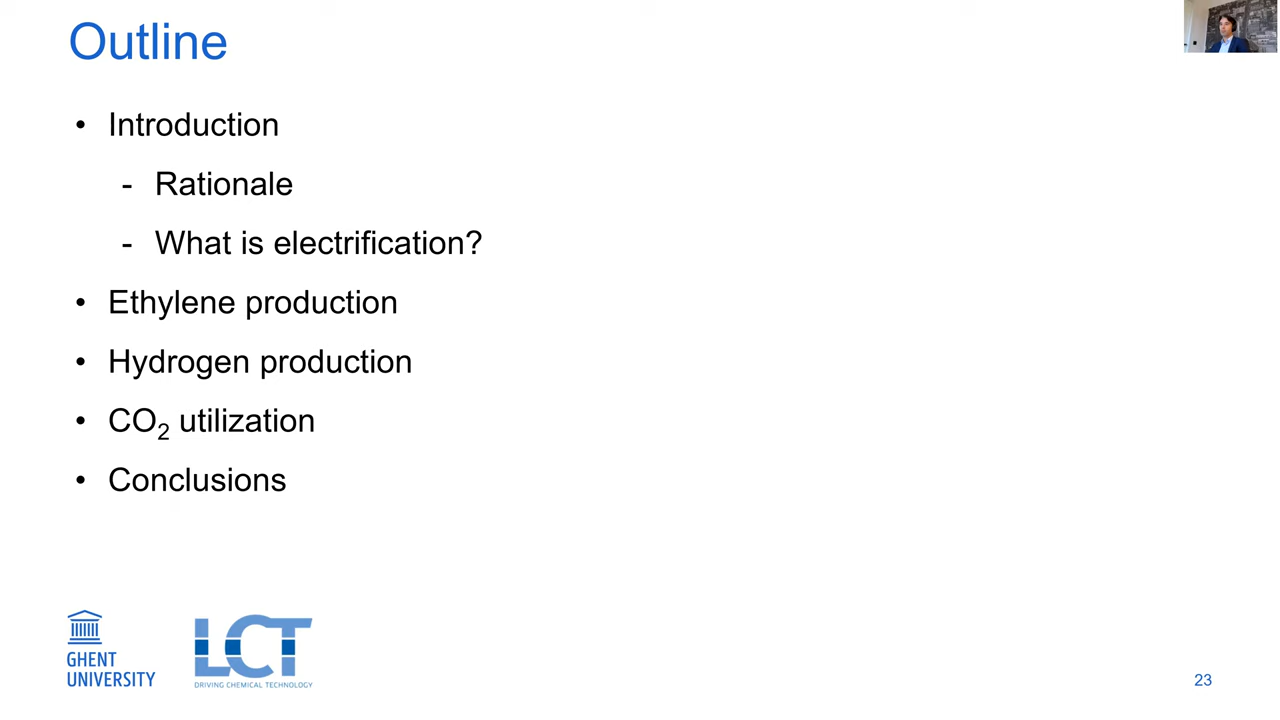 Outline
• Introduction
- Rationale
- What is electrification?
• Ethylene production
• Hydrogen production
• CO2 utilization
• Conclusions
GHENT
UNIVERSITY
LCT
DRIVING CHEMICAL TECHNOLOGY
23